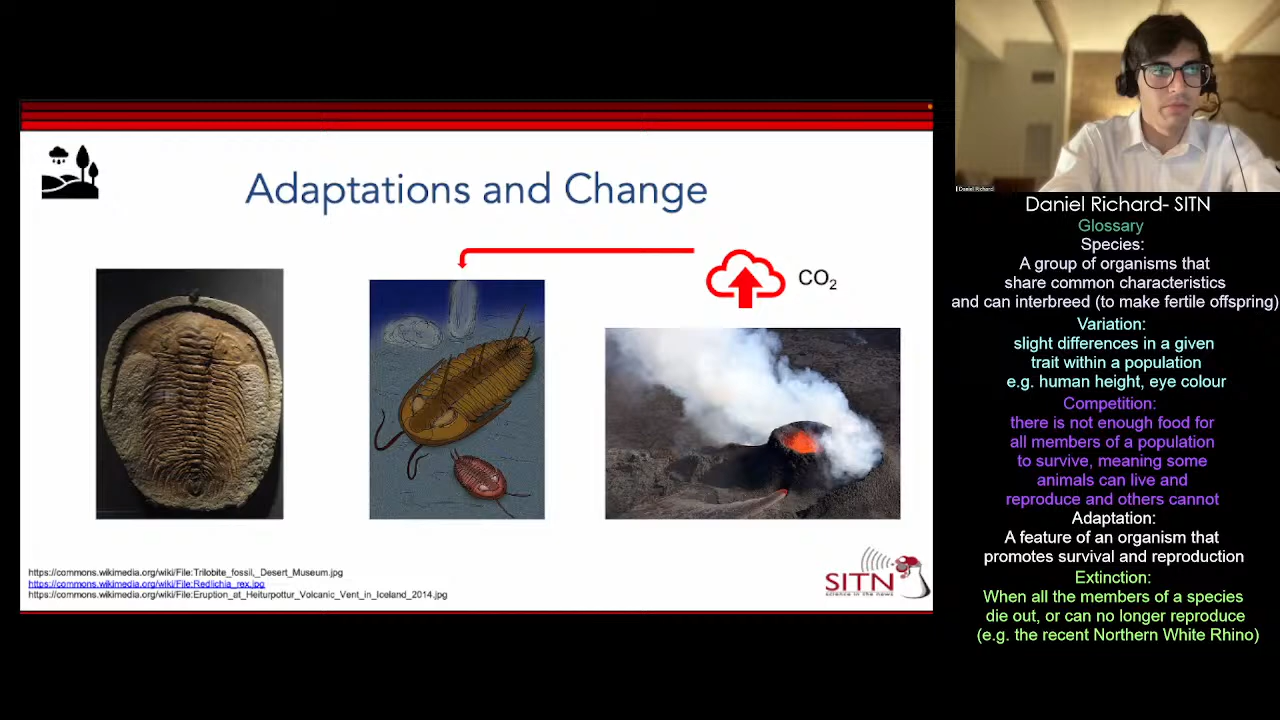 Adaptations and Change
CO2
https://commons.wikimedia.org/wiki/File:Trilobite_fossil,_Desert_Museum.jpg
https://commons.wikimedia.org/wiki/File:Redlichia_rex.jpg
https://commons.wikimedia.org/wiki/File:Eruption_at_Heiturpottur_Volcanic_Vent_in_Iceland_2014.jpg
SITN
science in the news
Daniel Richard
Daniel Richard- SITN
Glossary
Species:
A group of organisms that
share common characteristics
and can interbreed (to make fertile offspring)
Variation:
slight differences in a given
trait within a population
e.g. human height, eye colour
Competition:
there is not enough food for
all members of a population
to survive, meaning some
animals can live and
reproduce and others cannot
Adaptation:
A feature of an organism that
promotes survival and reproduction
Extinction:
When all the members of a species
die out, or can no longer reproduce
(e.g. the recent Northern White Rhino)